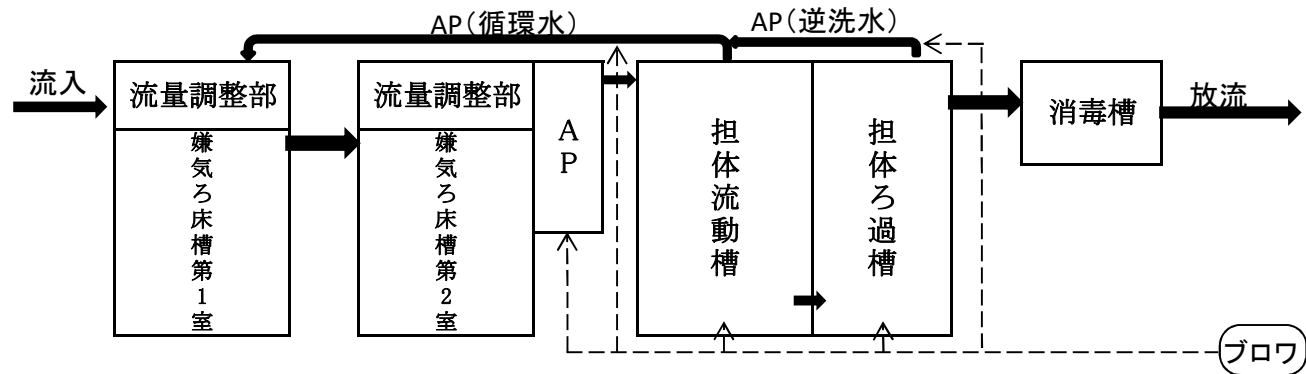 AP(循環水)
AP(逆洗水)
流入
流量調整部
嫌気ろ床槽第1室
流量調整部
嫌気ろ床槽第2室
AP
担体流動槽
担体ろ過槽
消毒槽
放流
ブロワ